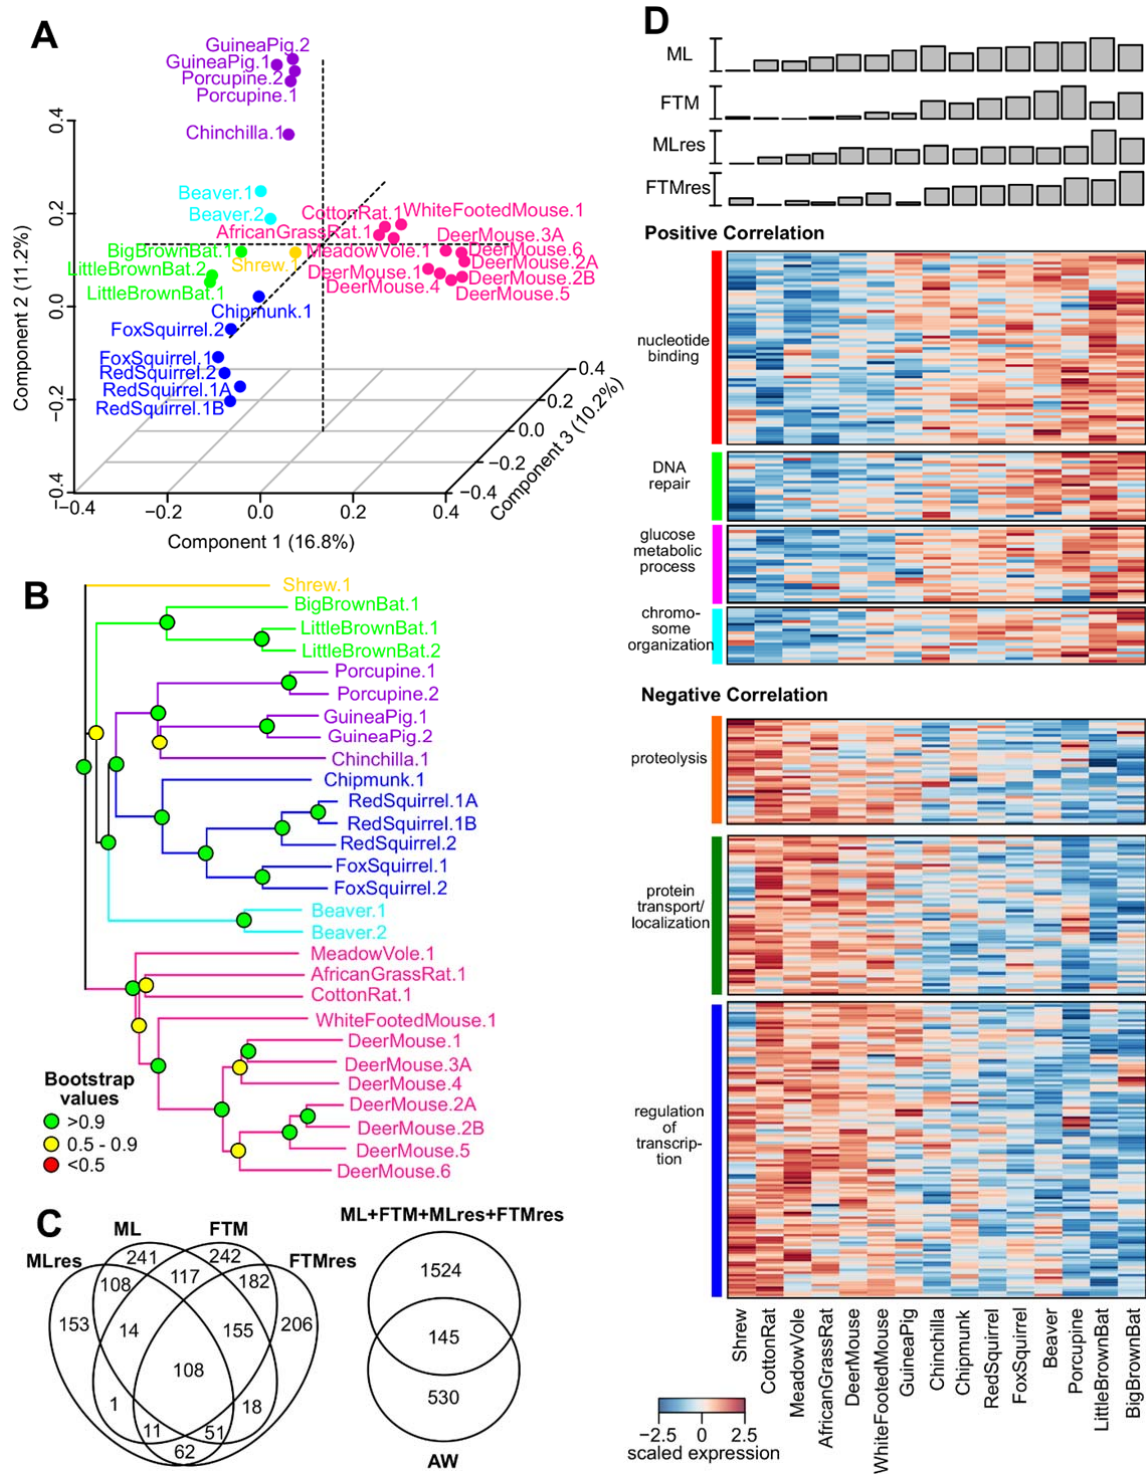 A
GuineaPig.2
GuineaPig.1
Porcupine.2
Porcupine.1
Chinchilla.1
Beaver.1
Beaver.2
CottonRat.1
WhiteFootedMouse.1
AfricanGrassRat.1
DeerMouse.3A
BigBrownBat.1
MeadowVole.1
DeerMouse.6
Shrew.1
DeerMouse.2A
LittleBrownBat.2
DeerMouse.1
DeerMouse.2B
LittleBrownBat.1
DeerMouse.4
DeerMouse.5
Chipmunk.1
FoxSquirrel.2
FoxSquirrel.1
RedSquirrel.2
RedSquirrel.1A
RedSquirrel.1B
Component 2 (11.2%)
0.4
0.2
0.0
−0.2
−0.4
−0.4
−0.2
0.0
0.2
0.4
Component 1 (16.8%)
−0.4
−0.2
0.0
0.2
0.4
Component 3 (10.2%)
B
Shrew.1
BigBrownBat.1
LittleBrownBat.1
LittleBrownBat.2
Porcupine.1
Porcupine.2
GuineaPig.1
GuineaPig.2
Chinchilla.1
Chipmunk.1
RedSquirrel.1A
RedSquirrel.1B
RedSquirrel.2
FoxSquirrel.1
FoxSquirrel.2
Beaver.1
Beaver.2
MeadowVole.1
AfricanGrassRat.1
CottonRat.1
WhiteFootedMouse.1
DeerMouse.1
DeerMouse.3A
DeerMouse.4
DeerMouse.2A
DeerMouse.2B
DeerMouse.5
DeerMouse.6
Bootstrap
values
>0.9
0.5 - 0.9
<0.5
C
ML
FTM
MLres
FTMres
241
242
108
117
182
153
14
155
206
108
1
18
11
51
62
ML+FTM+MLres+FTMres
1524
145
530
AW
D
ML
FTM
MLres
FTMres
Positive Correlation
nucleotide
binding
DNA
repair
glucose
metabolic
process
chromo-
some
organization
Negative Correlation
proteolysis
protein
transport/
localization
regulation
of
transcrip-
tion
Shrew
CottonRat
MeadowVole
AfricanGrassRat
DeerMouse
WhiteFootedMouse
GuineaPig
Chinchilla
Chipmunk
RedSquirrel
FoxSquirrel
Beaver
Porcupine
LittleBrownBat
BigBrownBat
−2.5
0
2.5
scaled expression